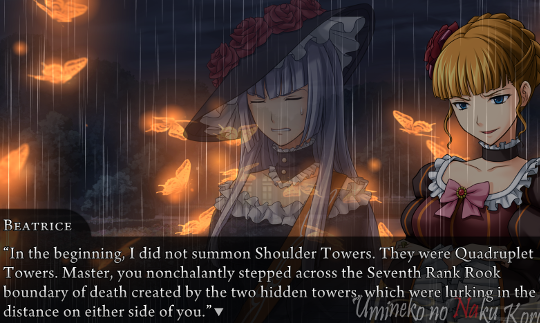 Beatrice
“In the beginning, I did not summon Shoulder Towers. They were Quadruplet
Towers. Master, you nonchalantly stepped across the Seventh Rank Rook
boundary of death created by the two hidden towers, which were lurking in the
distance on either side of you.”▼
Umineko no Naku Kor